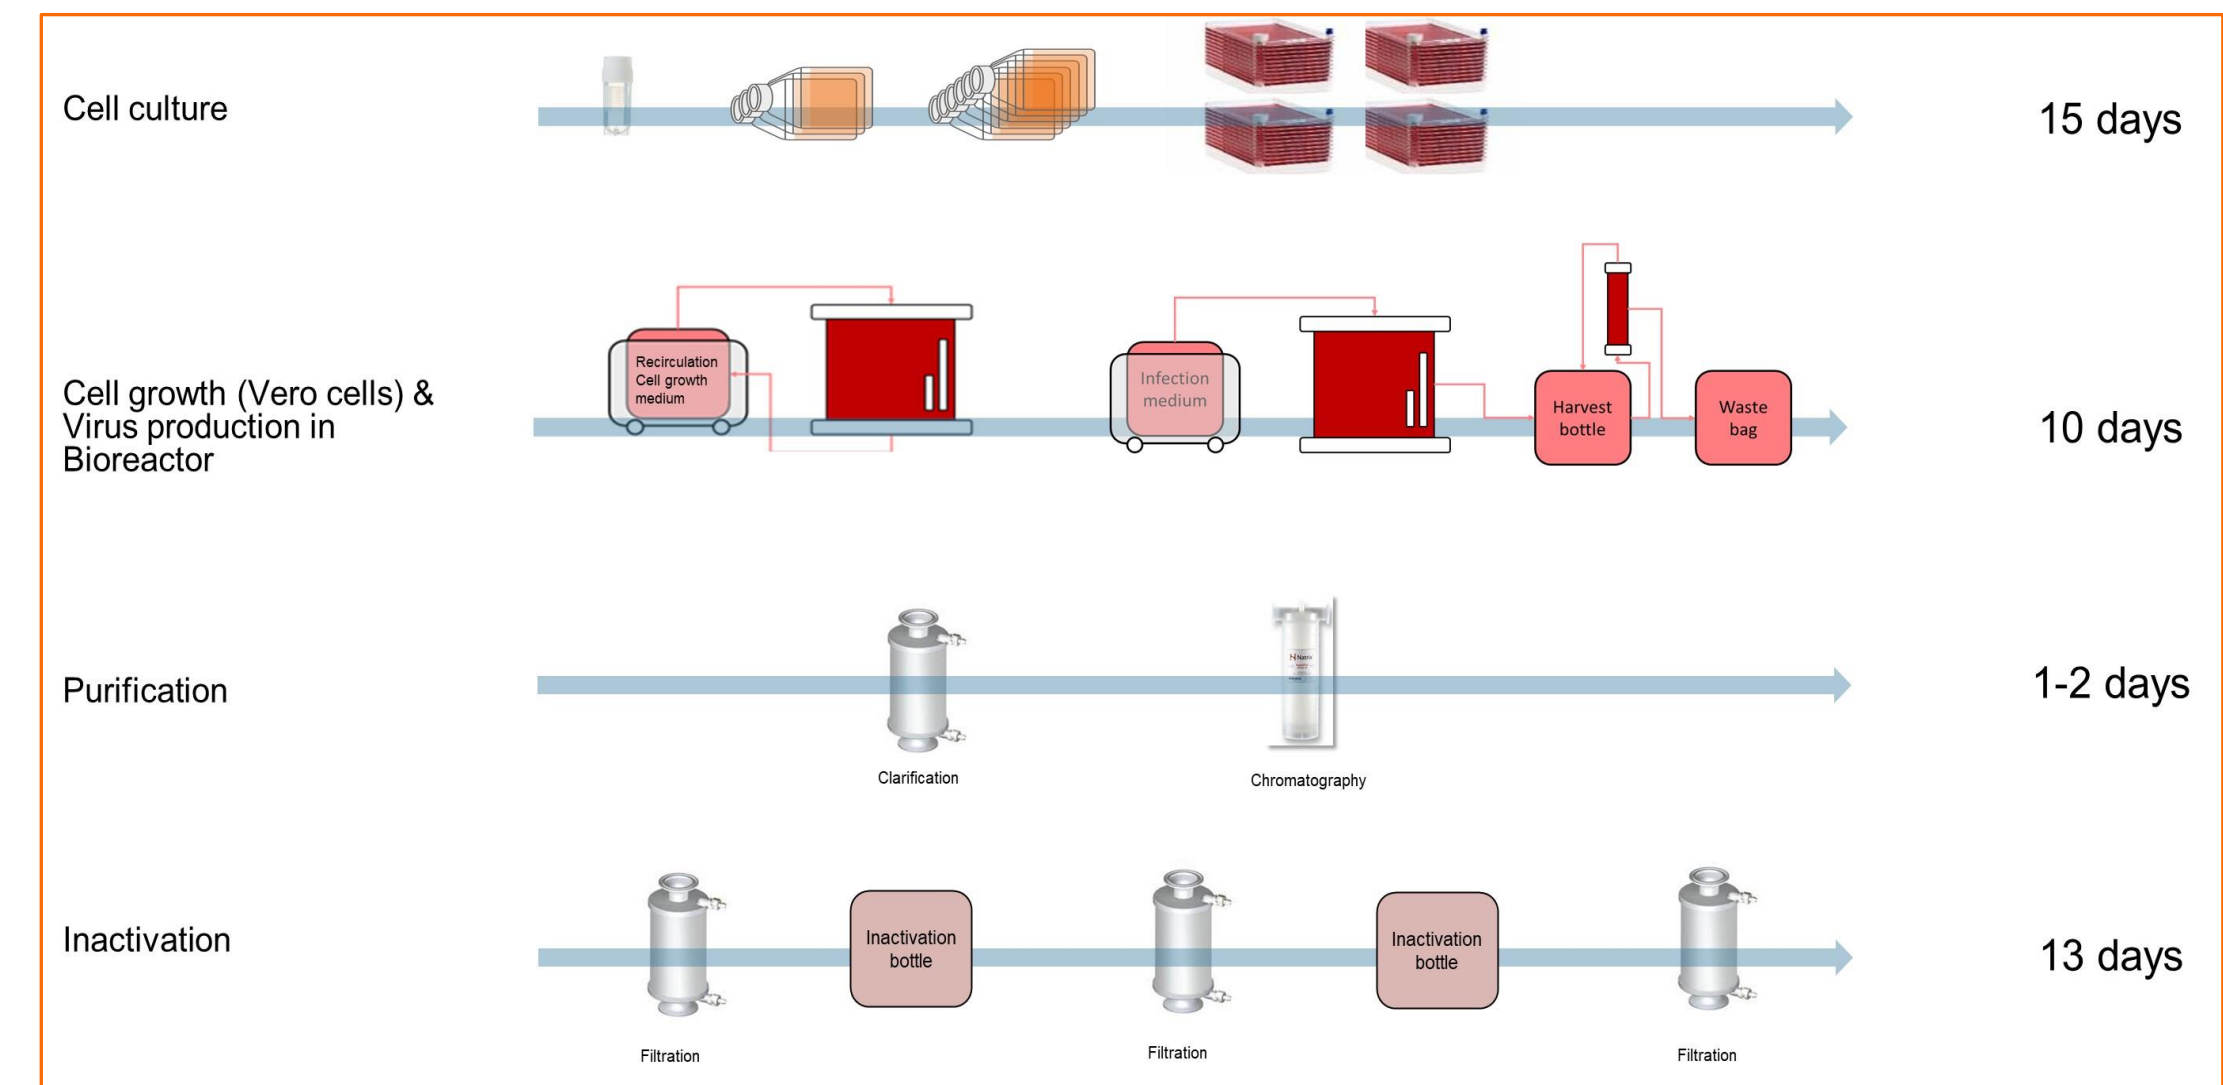 Cell culture
15 days
Recirculation
Cell growth
medium
Infection
medium
Cell growth (Vero cells) &
Virus production in
Bioreactor
Harvest
bottle
Waste
bag
10 days
Natrix
Purification
1-2 days
Clarification
Chromatography
Inactivation
Inactivation
bottle
Inactivation
bottle
13 days
Filtration
Filtration
Filtration